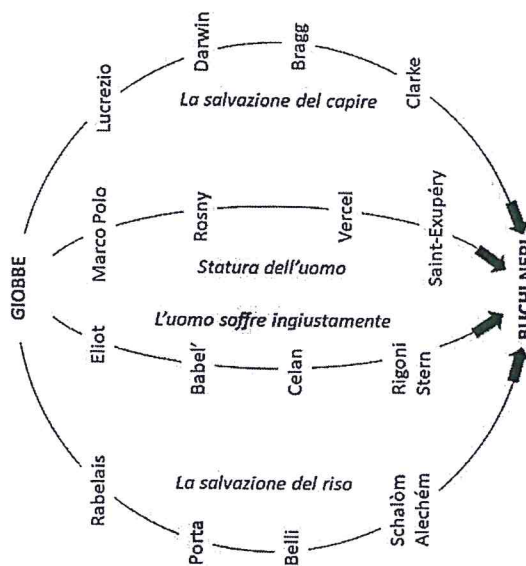 GIOBBE
Rabelais
Porta
Belli
Schalòm
Alechém
La salvazione del riso
Eliot
Babel'
Celan
Rigoni
Stern
L'uomo soffre ingiustamente
Marco Polo
Rosny
Vercel
Saint-Exupéry
Statura dell'uomo
Lucrezio
Darwin
Bragg
Clarke
La salvazione del capire
BUCHI NERI